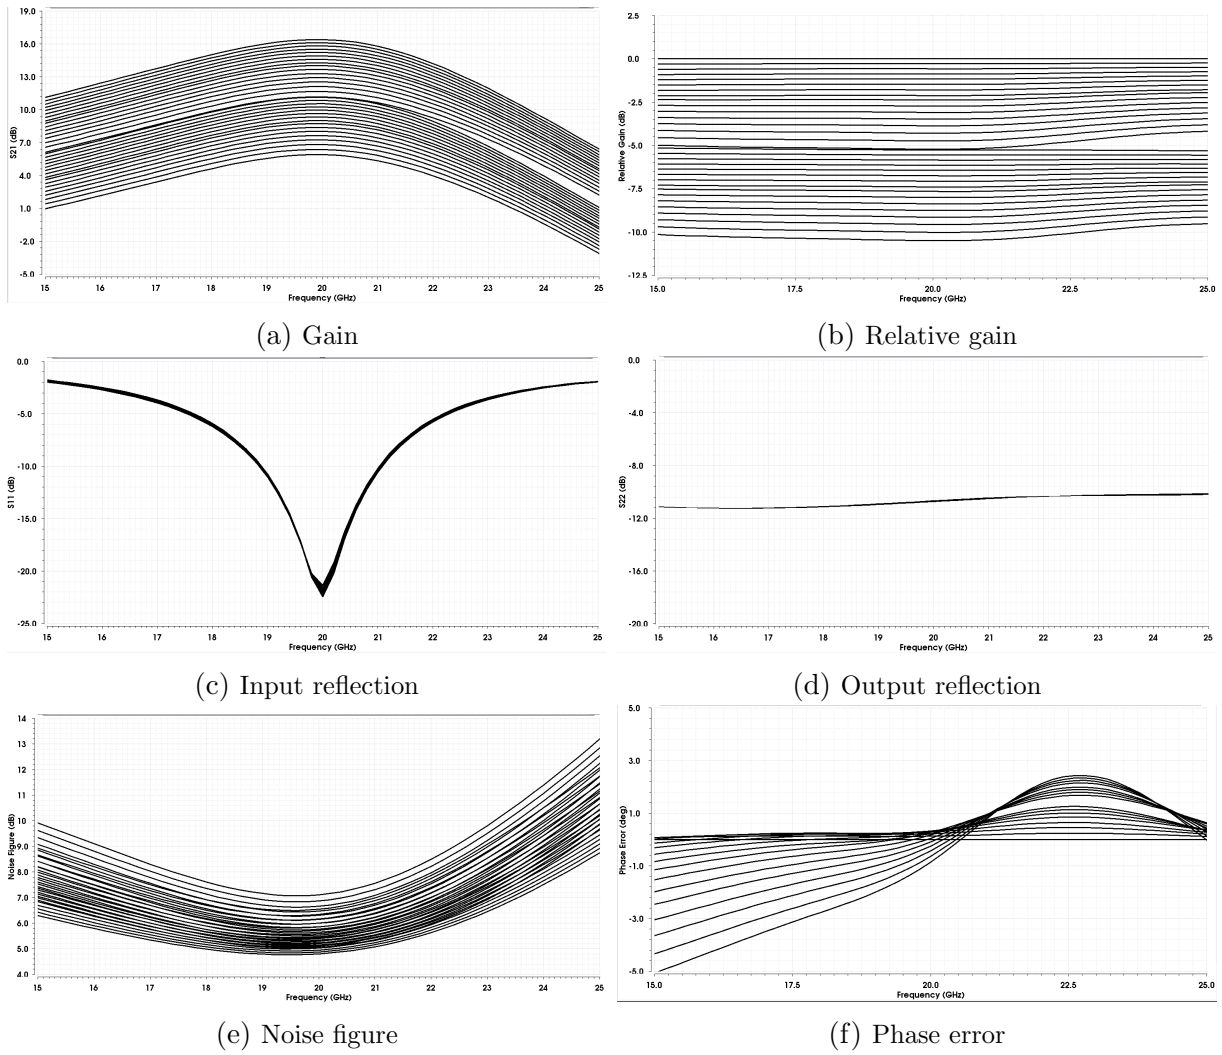 19.0
16.0
13.0
10.0
7.0
4.0
1.0
-2.0
-5.0
S21 (dB)
15 16 17 18 19 20 21 22 23 24 25
Frequency (GHz)
(a) Gain
2.5
0.0
-2.5
-5.0
-7.5
-10.0
-12.5
Relative Gain (dB)
15.0 17.5 20.0 22.5 25.0
Frequency (GHz)
(b) Relative gain
0.0
-5.0
-10.0
-15.0
-20.0
-25.0
S11 (dB)
15 16 17 18 19 20 21 22 23 24 25
Frequency (GHz)
(c) Input reflection
0.0
-4.0
-8.0
-12.0
-16.0
-20.0
S22 (dB)
15 16 17 18 19 20 21 22 23 24 25
Frequency (GHz)
(d) Output reflection
14
13
12
11
10
9.0
8.0
7.0
6.0
5.0
4.0
Noise Figure (dB)
15 16 17 18 19 20 21 22 23 24 25
Frequency (GHz)
(e) Noise figure
5.0
3.0
1.0
-1.0
-3.0
-5.0
Phase Error (deg)
15.0 17.5 20.0 22.5 25.0
Frequency (GHz)
(f) Phase error